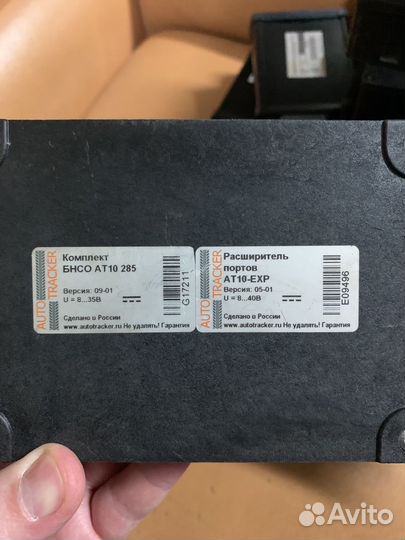 AUTO TRACKER
Комплект
БНСО AT10 285
Версия: 09-01
U = 8...35В
Сделано в России
www.autotracker.ru Не удалять! Гарантия
G17211
AUTO TRACKER
Расширитель
портов
AT10-EXP
Версия: 05-01
U = 8...40В
Сделано в России
www.autotracker.ru Не удалять! Гарантия
E09496
Avito